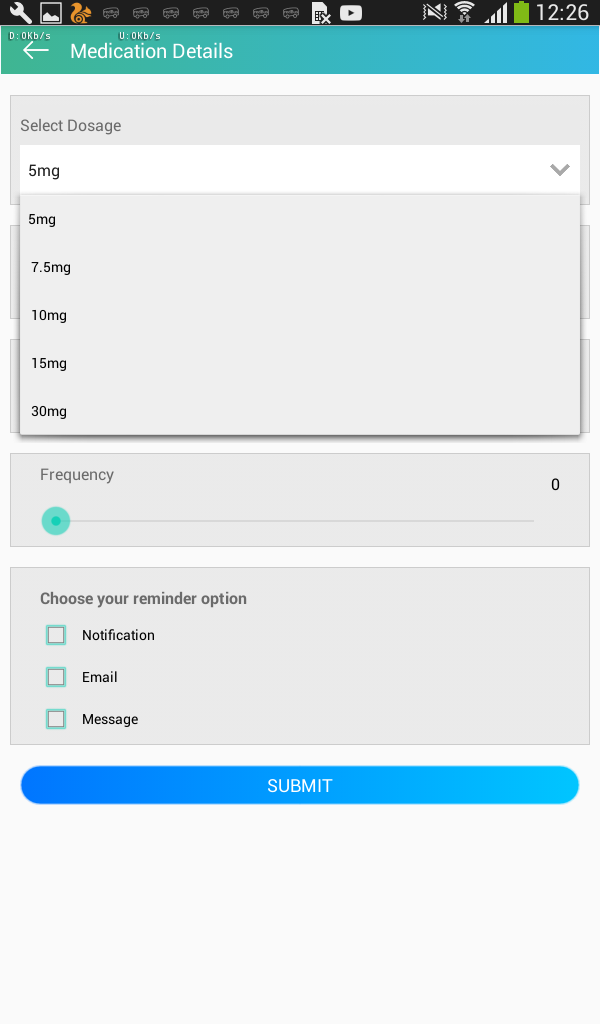 12:26
D:0Kb/s U:0Kb/s
Medication Details
Select Dosage
5mg
5mg
7.5mg
10mg
15mg
30mg
Frequency
0
Choose your reminder option
Notification
Email
Message
SUBMIT